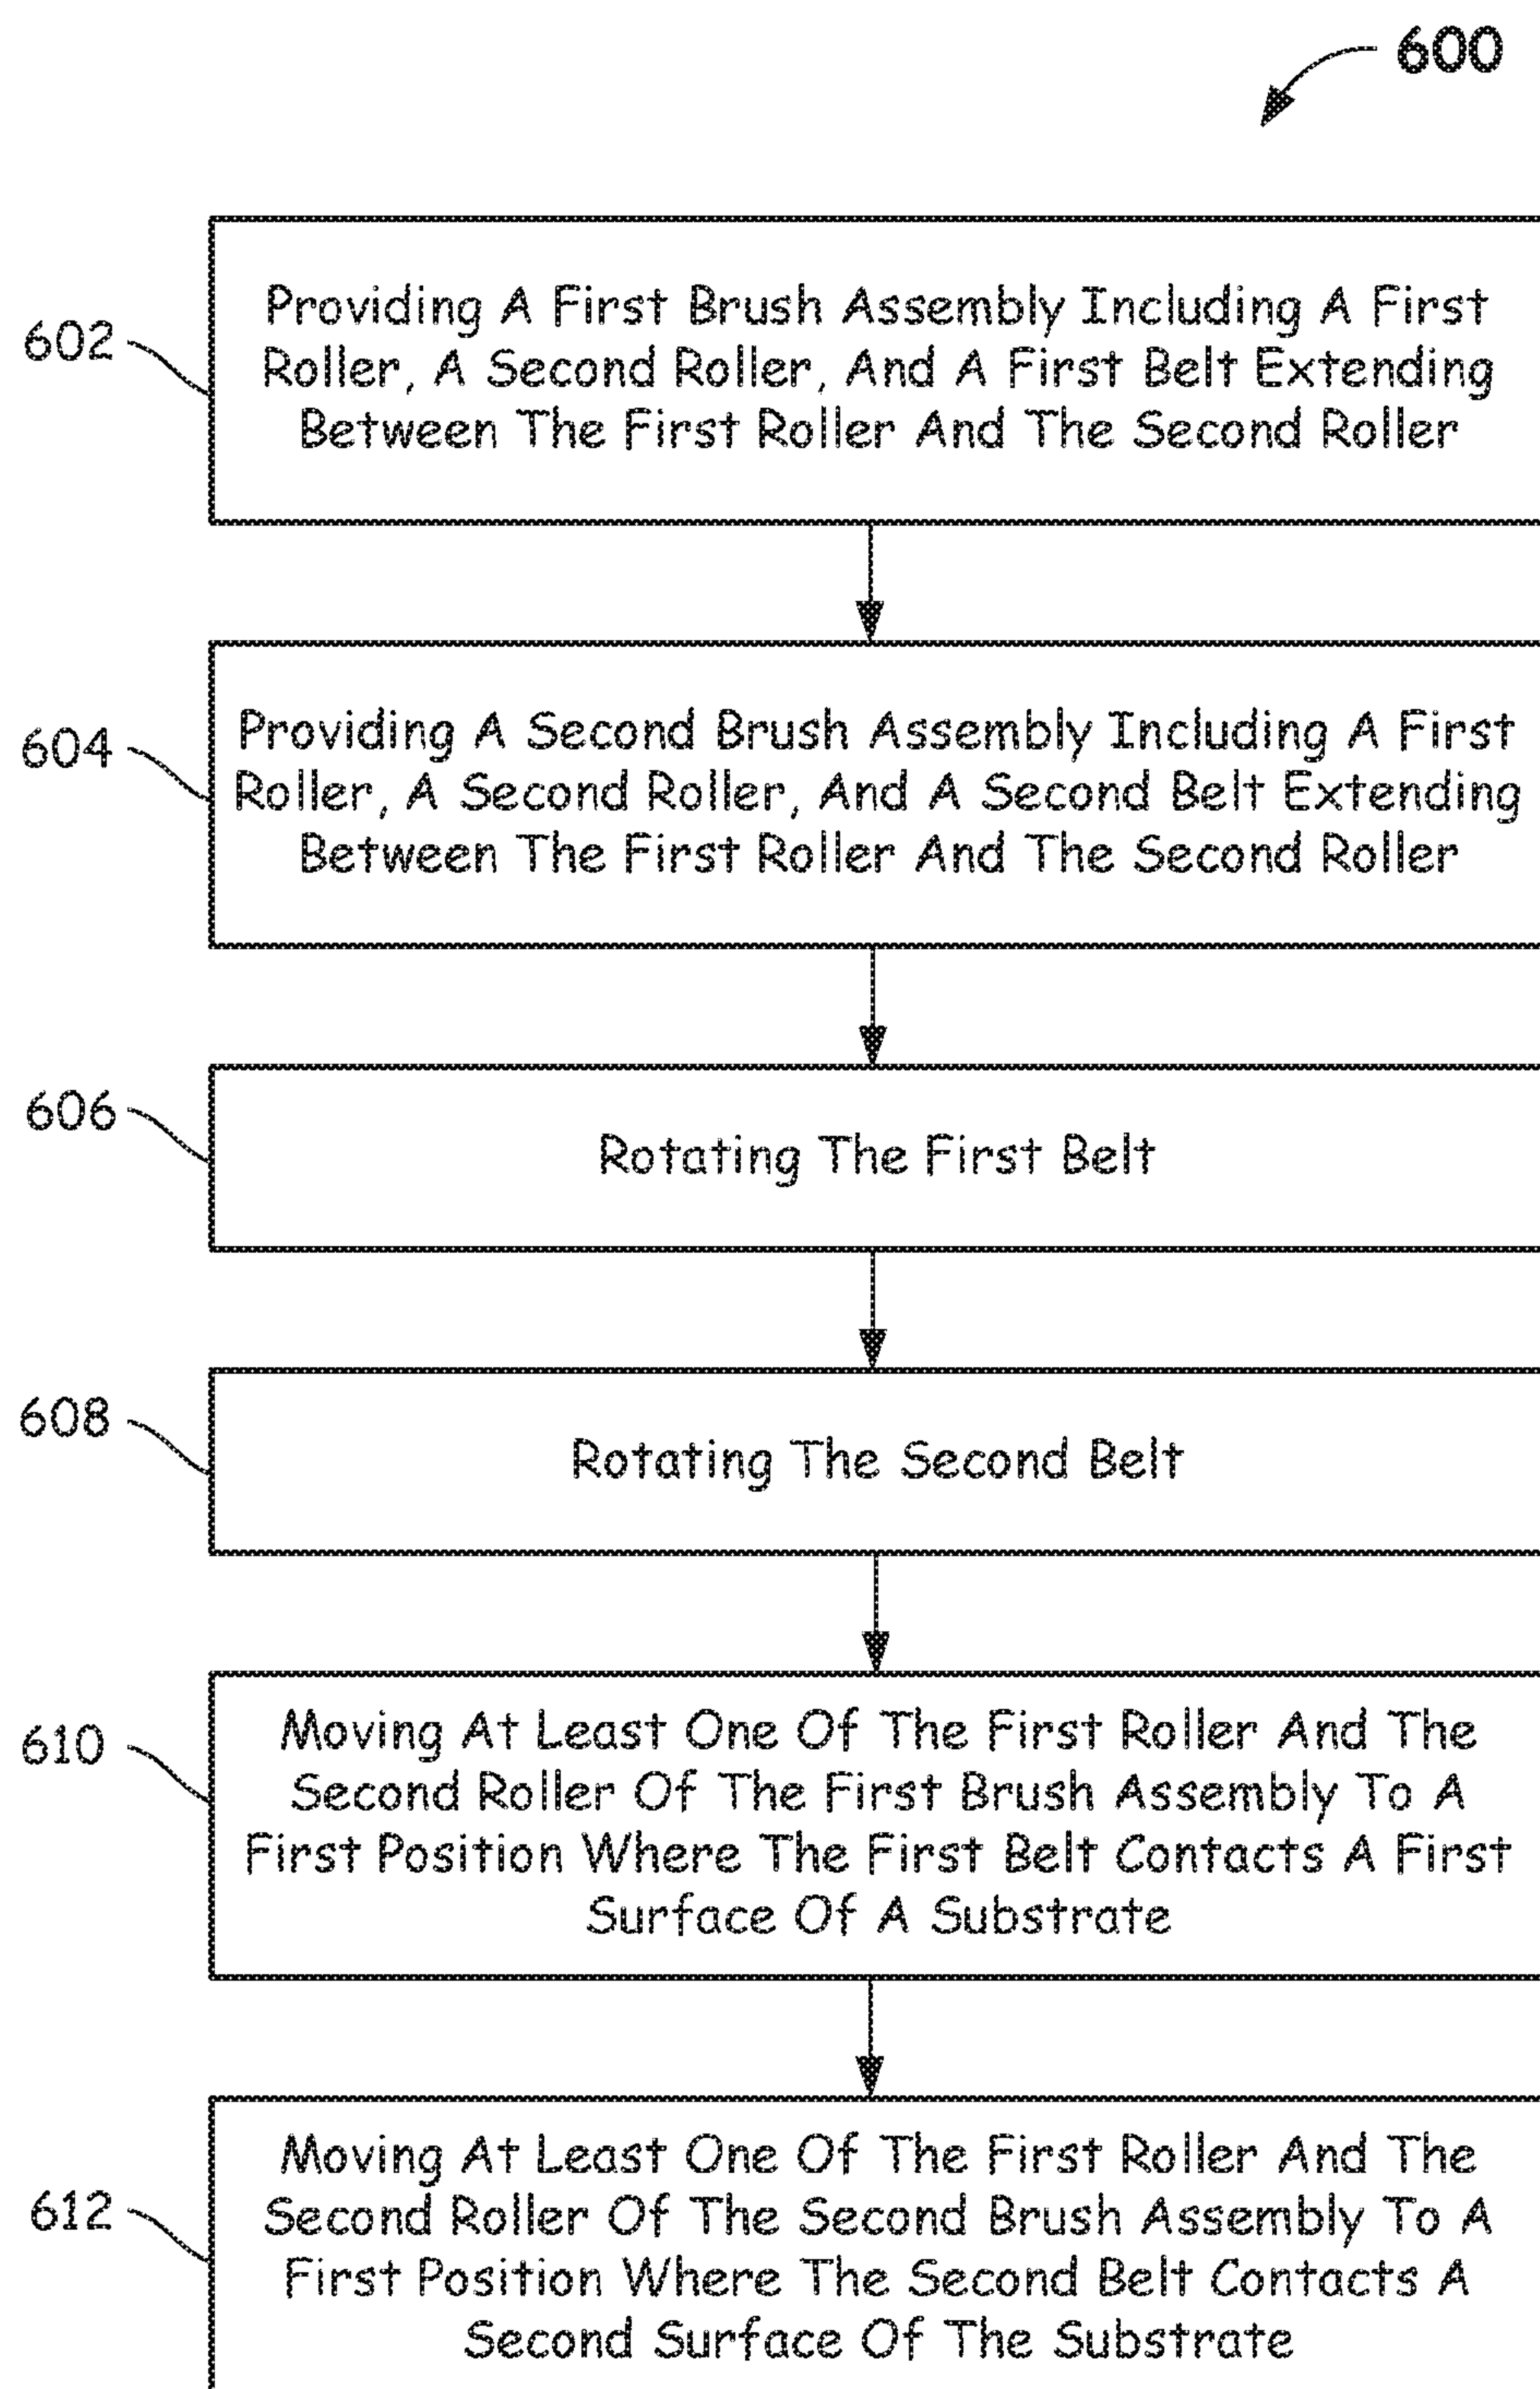 600
602
Providing A First Brush Assembly Including A First
Roller, A Second Roller, And A First Belt Extending
Between The First Roller And The Second Roller
604
Providing A Second Brush Assembly Including A First
Roller, A Second Roller, And A Second Belt Extending
Between The First Roller And The Second Roller
606
Rotating The First Belt
608
Rotating The Second Belt
610
Moving At Least One Of The First Roller And The
Second Roller Of The First Brush Assembly To A
First Position Where The First Belt Contacts A First
Surface Of A Substrate
612
Moving At Least One Of The First Roller And The
Second Roller Of The Second Brush Assembly To A
First Position Where The Second Belt Contacts A
Second Surface Of The Substrate